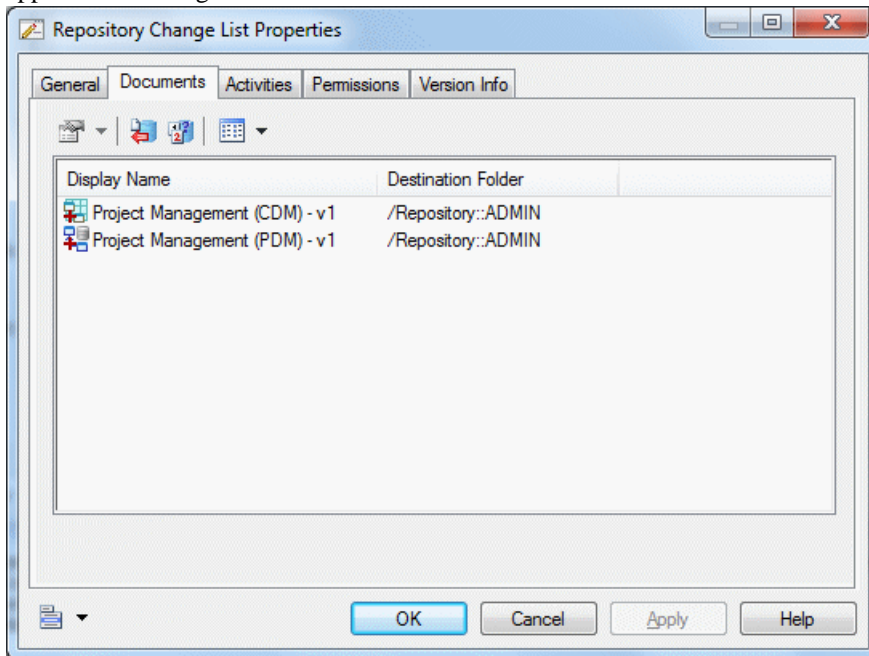 Repository Change List Properties
General Documents Activities Permissions Version Info
Display Name Destination Folder
Project Management (CDM) - v1 /Repository::ADMIN
Project Management (PDM) - v1 /Repository::ADMIN
OK Cancel Apply Help